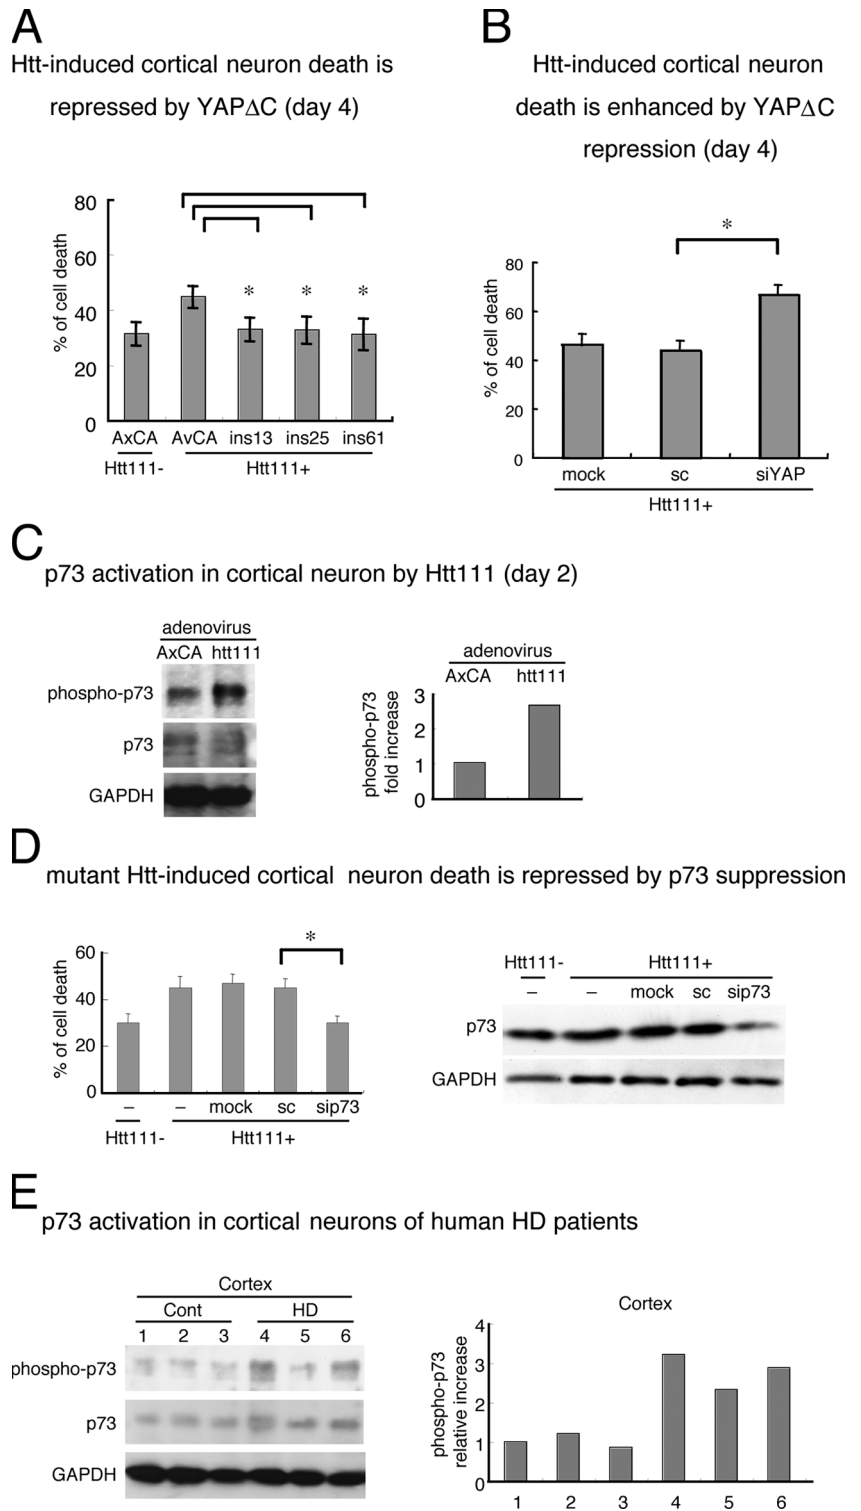 A
Htt-induced cortical neuron death is
repressed by YAPΔC (day 4)
% of cell death
80
60
40
20
0
* * *
AxCA AvCA ins13 ins25 ins61
Htt111- Htt111+
B
Htt-induced cortical neuron
death is enhanced by YAPΔC
repression (day 4)
*
% of cell death
80
60
40
20
0
mock sc siYAP
Htt111+
C
p73 activation in cortical neuron by Htt111 (day 2)
adenovirus
AxCA htt111
phospho-p73
p73
GAPDH
adenovirus
AxCA htt111
phospho-p73
fold increase
3
2
1
0
D
mutant Htt-induced cortical neuron death is repressed by p73 suppression
*
% of cell death
60
40
20
0
– – mock sc sip73
Htt111- Htt111+
Htt111- Htt111+
– – mock sc sip73
p73
GAPDH
E
p73 activation in cortical neurons of human HD patients
Cortex
Cont HD
1 2 3 4 5 6
phospho-p73
p73
GAPDH
Cortex
phospho-p73
relative increase
4
3
2
1
0
1 2 3 4 5 6